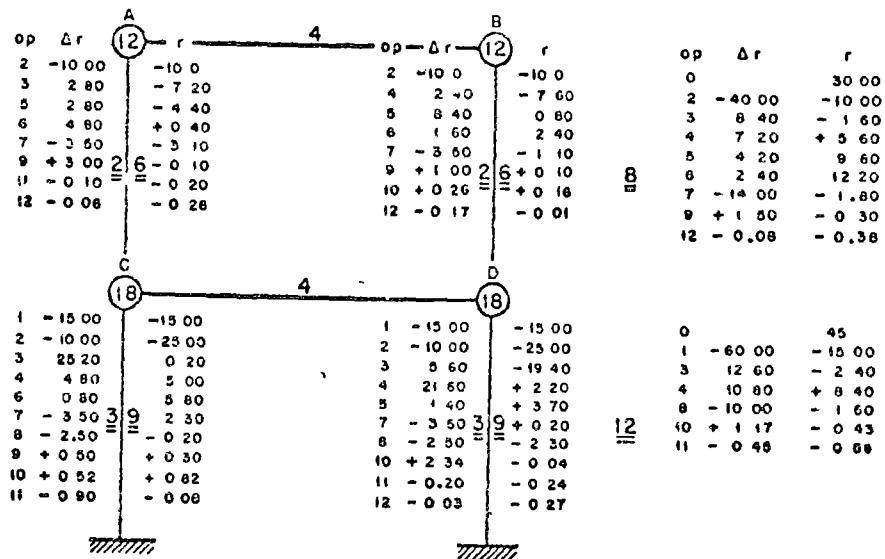 A
12
4
B
12
op Δr r
2 -10 00 -10 0
3 2 80 - 7 20
5 2 80 - 4 40
6 4 80 + 0 40
7 - 3 50 - 3 10
9 + 3 00 - 0 10
11 - 0 10 - 0 20
12 - 0 06 - 0 26
2 6
op Δr r
2 -10 0 -10 0
4 2 40 - 7 60
5 8 40 0 80
6 1 60 2 40
7 - 3 50 - 1 10
9 + 1 00 + 0 10
10 + 0 26 + 0 16
12 - 0 17 - 0 01
2 6
8
op Δr r
0 30 00
2 - 40 00 - 10 00
3 8 40 - 1 60
4 7 20 + 5 60
5 4 20 9 60
6 2 40 12 20
7 - 14 00 - 1.80
9 + 1 50 - 0 30
12 - 0.08 - 0.38
C
18
4
D
18
1 - 15 00 -15 00
2 - 10 00 -25 00
3 25 20 0 20
4 4 80 5 00
6 0 80 5 80
7 - 3 50 2 30
8 - 2.50 - 0 20
9 + 0 50 + 0 30
10 + 0 52 + 0 82
11 - 0 90 - 0 08
3 9
1 - 15 00 - 15 00
2 - 10 00 - 25 00
3 5 60 -19 40
4 21 60 + 2 20
5 1 40 + 3 70
7 - 3 50 + 0 20
8 - 2 50 - 2 30
10 + 2 34 - 0 04
11 - 0.20 - 0 24
12 - 0 03 - 0 27
3 9
12
0 45
1 - 60 00 - 15 00
3 12 60 - 2 40
4 10 80 + 8 40
8 - 10 00 - 1 60
10 + 1 17 - 0 43
11 - 0 45